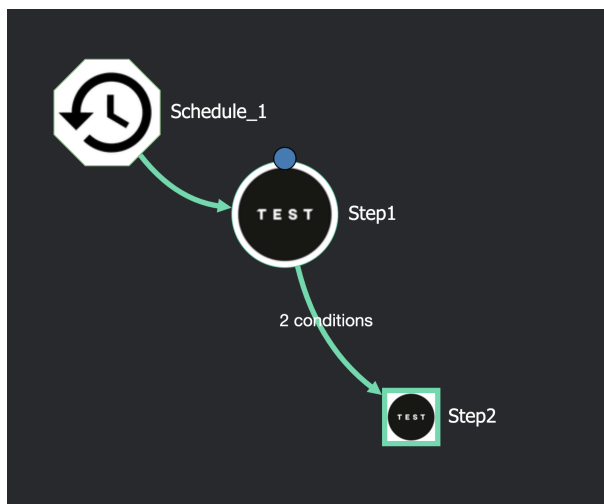 Schedule_1
TEST
Step1
2 conditions
TEST
Step2